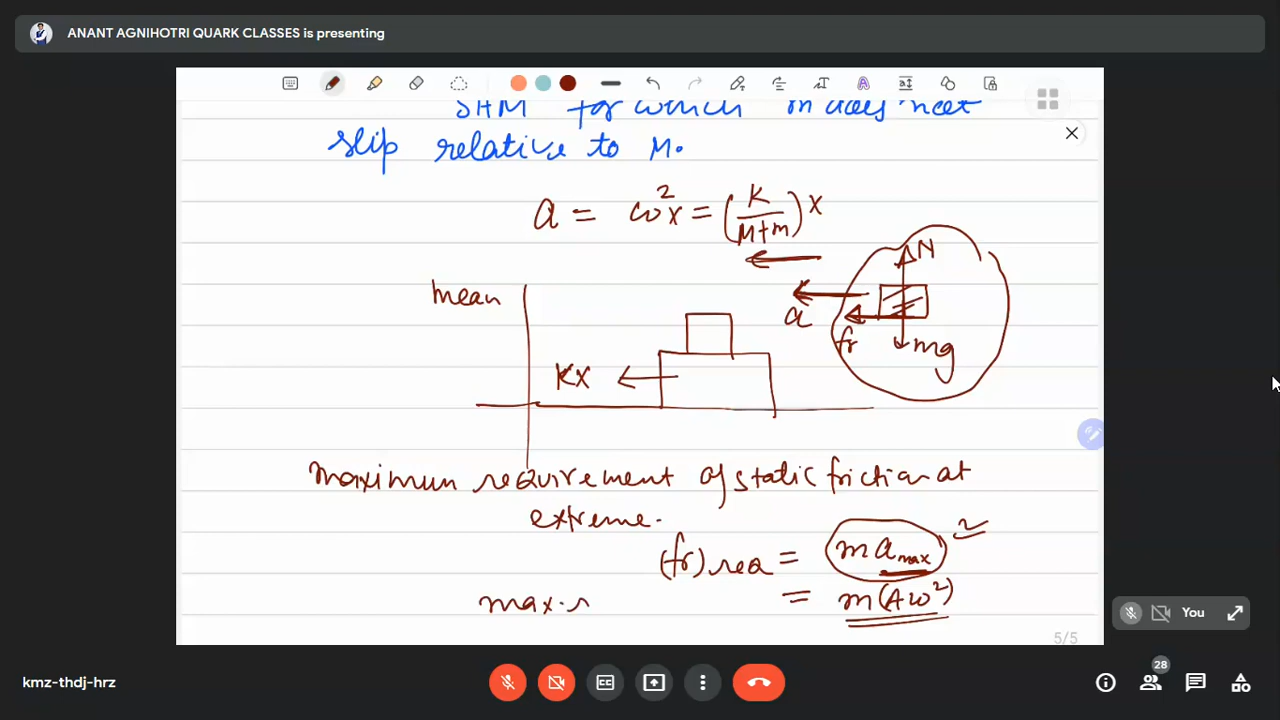 ANANT AGNIHOTRI QUARK CLASSES is presenting
SHM for which m does not
slip relative to M.
a = ω²x = (K/M+m) x
mean
N
a
fr
mg
Kx
maximum requirement of static friction at
extreme.
(fr)req = m a max
= m(Aω²)
max.
5/5
You
kmz-thdj-hrz
28